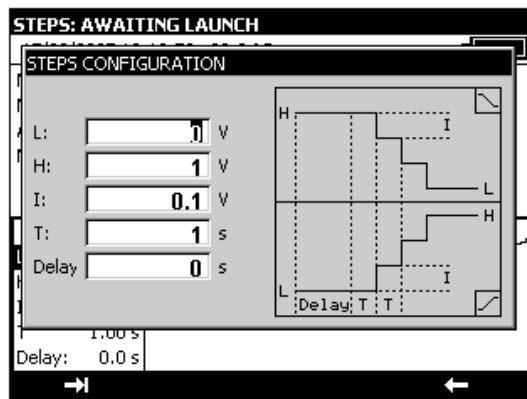 STEPS: AWAITING LAUNCH
STEPS CONFIGURATION
L: 0 V
H: 1 V
I: 0.1 V
T: 1 s
Delay 0 s
H
I
L
H
I
L
Delay T T
1.00 s
Delay: 0.0 s